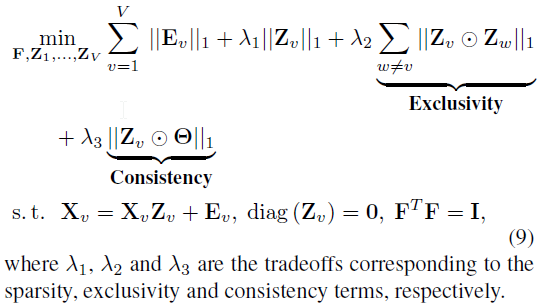 min_{F,Z_1,...,Z_V} ∑_{v=1}^{V} ||E_v||_1 + λ_1||Z_v||_1 + λ_2 ∑_{w≠v} ||Z_v ⊙ Z_w||_1
Exclusivity
+ λ_3 ||Z_v ⊙ Θ||_1
Consistency
s.t. X_v = X_vZ_v + E_v, diag (Z_v) = 0, F^T F = I,
(9)
where λ_1, λ_2 and λ_3 are the tradeoffs corresponding to the
sparsity, exclusivity and consistency terms, respectively.